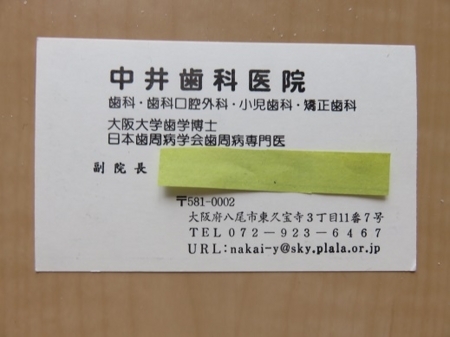 中井歯科医院
歯科・歯科口腔外科・小児歯科・矯正歯科
大阪大学歯学博士
日本歯周病学会歯周病専門医
副院長
〒581-0002
大阪府八尾市東久宝寺3丁目11番7号
TEL 072－923－6467
URL:nakai-y@sky.plala.or.jp